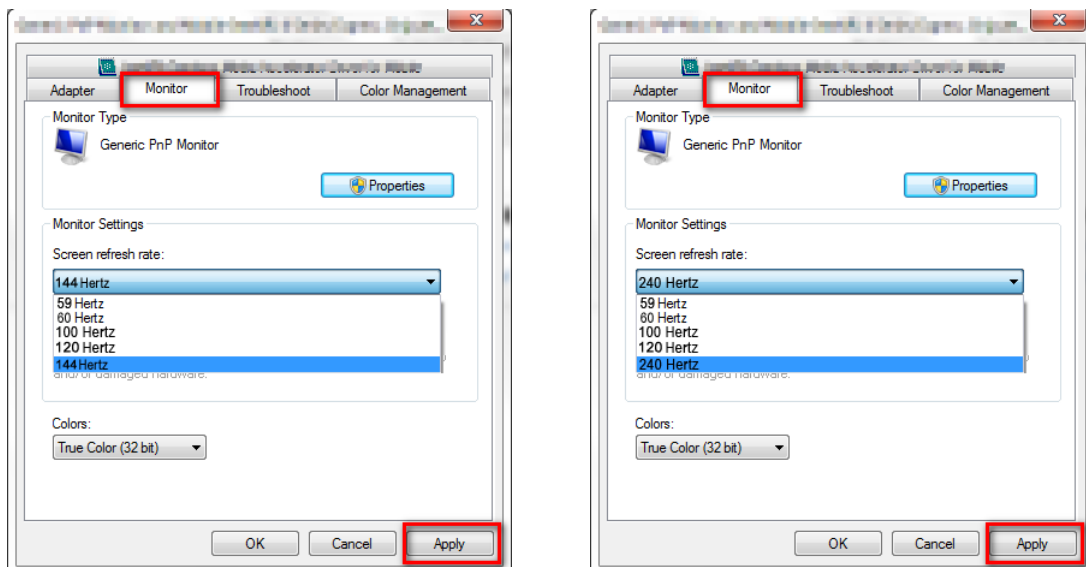 x
Adapter Monitor Troubleshoot Color Management
Monitor Type
Generic PnP Monitor
Properties
Monitor Settings
Screen refresh rate:
144 Hertz
59 Hertz
60 Hertz
100 Hertz
120 Hertz
144 Hertz
and/or damaged hardware.
Colors:
True Color (32 bit)
OK Cancel Apply
x
Adapter Monitor Troubleshoot Color Management
Monitor Type
Generic PnP Monitor
Properties
Monitor Settings
Screen refresh rate:
240 Hertz
59 Hertz
60 Hertz
100 Hertz
120 Hertz
240 Hertz
and/or damaged hardware.
Colors:
True Color (32 bit)
OK Cancel Apply